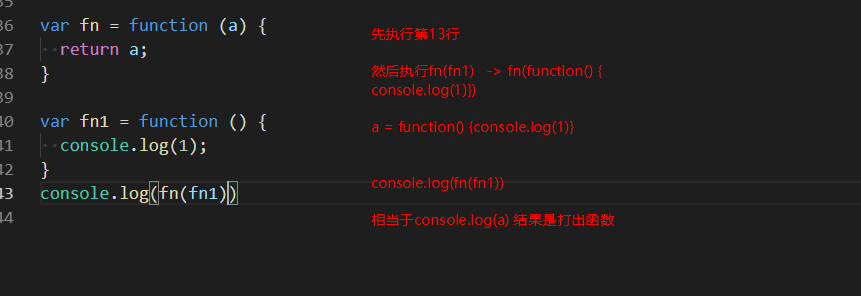 35
36 var fn = function (a) {
37   return a;
38 }
39
40 var fn1 = function () {
41   console.log(1);
42 }
43 console.log(fn(fn1))
44
先执行第13行
然后执行fn(fn1) -> fn(function() {
console.log(1)})
a = function() {console.log(1)}
console.log(fn(fn1))
相当于console.log(a) 结果是打出函数